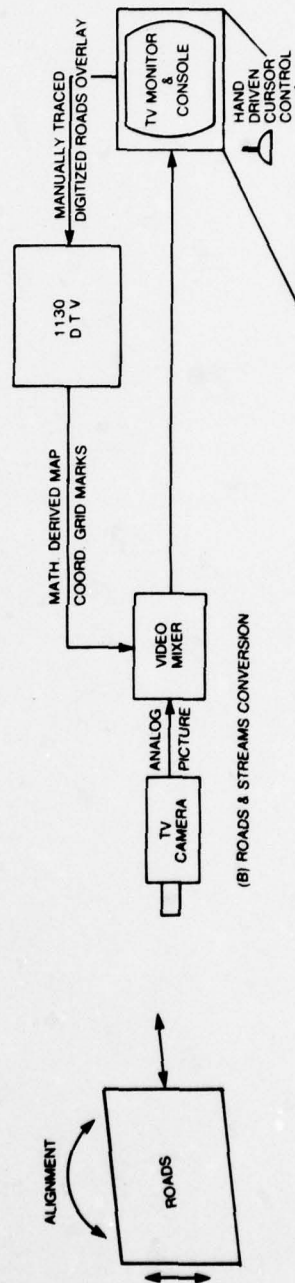 ALIGNMENT
ROADS
TV
CAMERA
ANALOG
PICTURE
VIDEO
MIXER
MATH DERIVED MAP
COORD. GRID MARKS
1130
D T V
MANUALLY TRACED
DIGITIZED ROADS OVERLAY
TV MONITOR
&
CONSOLE
HAND
DRIVEN
CURSOR
CONTROL
(B) ROADS & STREAMS CONVERSION